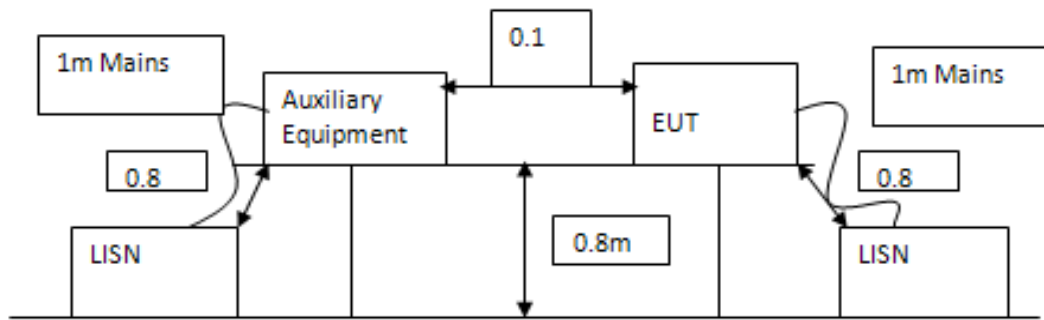 0.1
1m Mains
1m Mains
Auxiliary
Equipment
EUT
0.8
0.8
0.8m
LISN
LISN